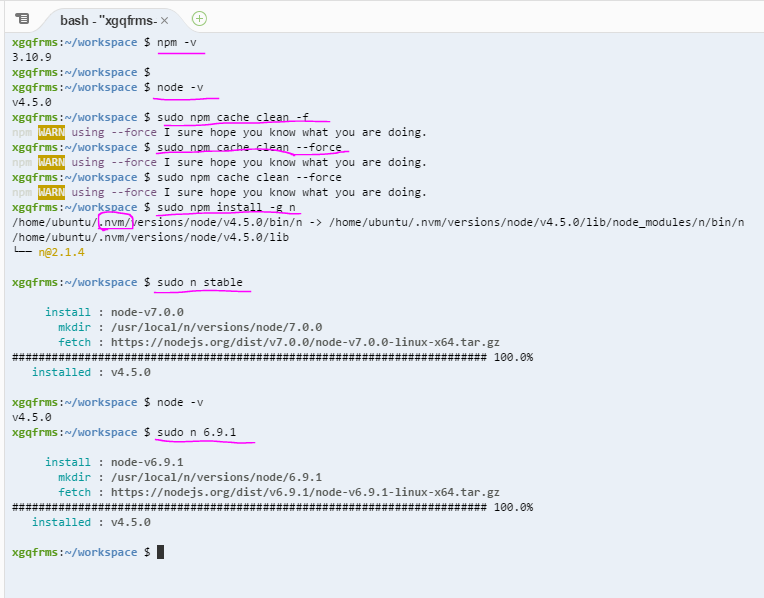 bash - "xgqfrms-
xgqfrms:~/workspace $ npm -v
3.10.9
xgqfrms:~/workspace $
xgqfrms:~/workspace $ node -v
v4.5.0
xgqfrms:~/workspace $ sudo npm cache clean -f
npm WARN using --force I sure hope you know what you are doing.
xgqfrms:~/workspace $ sudo npm cache clean --force
npm WARN using --force I sure hope you know what you are doing.
xgqfrms:~/workspace $ sudo npm cache clean --force
npm WARN using --force I sure hope you know what you are doing.
xgqfrms:~/workspace $ sudo npm install -g n
/home/ubuntu/.nvm/versions/node/v4.5.0/bin/n -> /home/ubuntu/.nvm/versions/node/v4.5.0/lib/node_modules/n/bin/n
/home/ubuntu/.nvm/versions/node/v4.5.0/lib
└── n@2.1.4
xgqfrms:~/workspace $ sudo n stable
install : node-v7.0.0
mkdir : /usr/local/n/versions/node/7.0.0
fetch : https://nodejs.org/dist/v7.0.0/node-v7.0.0-linux-x64.tar.gz
######################################################################## 100.0%
installed : v4.5.0
xgqfrms:~/workspace $ node -v
v4.5.0
xgqfrms:~/workspace $ sudo n 6.9.1
install : node-v6.9.1
mkdir : /usr/local/n/versions/node/6.9.1
fetch : https://nodejs.org/dist/v6.9.1/node-v6.9.1-linux-x64.tar.gz
######################################################################## 100.0%
installed : v4.5.0
xgqfrms:~/workspace $